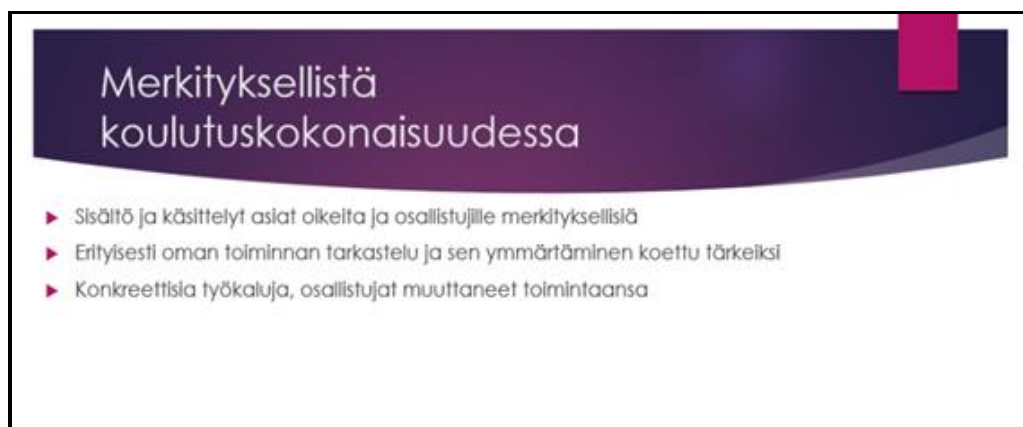 Merkityksellistä
koulutuskokonaisuudessa
Sisältö ja käsittelyt asiat oikeita ja osallistujille merkityksellisiä
Erityisesti oman toiminnan tarkastelu ja sen ymmärtäminen koettu tärkeiksi
Konkreettisia työkaluja, osallistujat muuttaneet toimintaansa